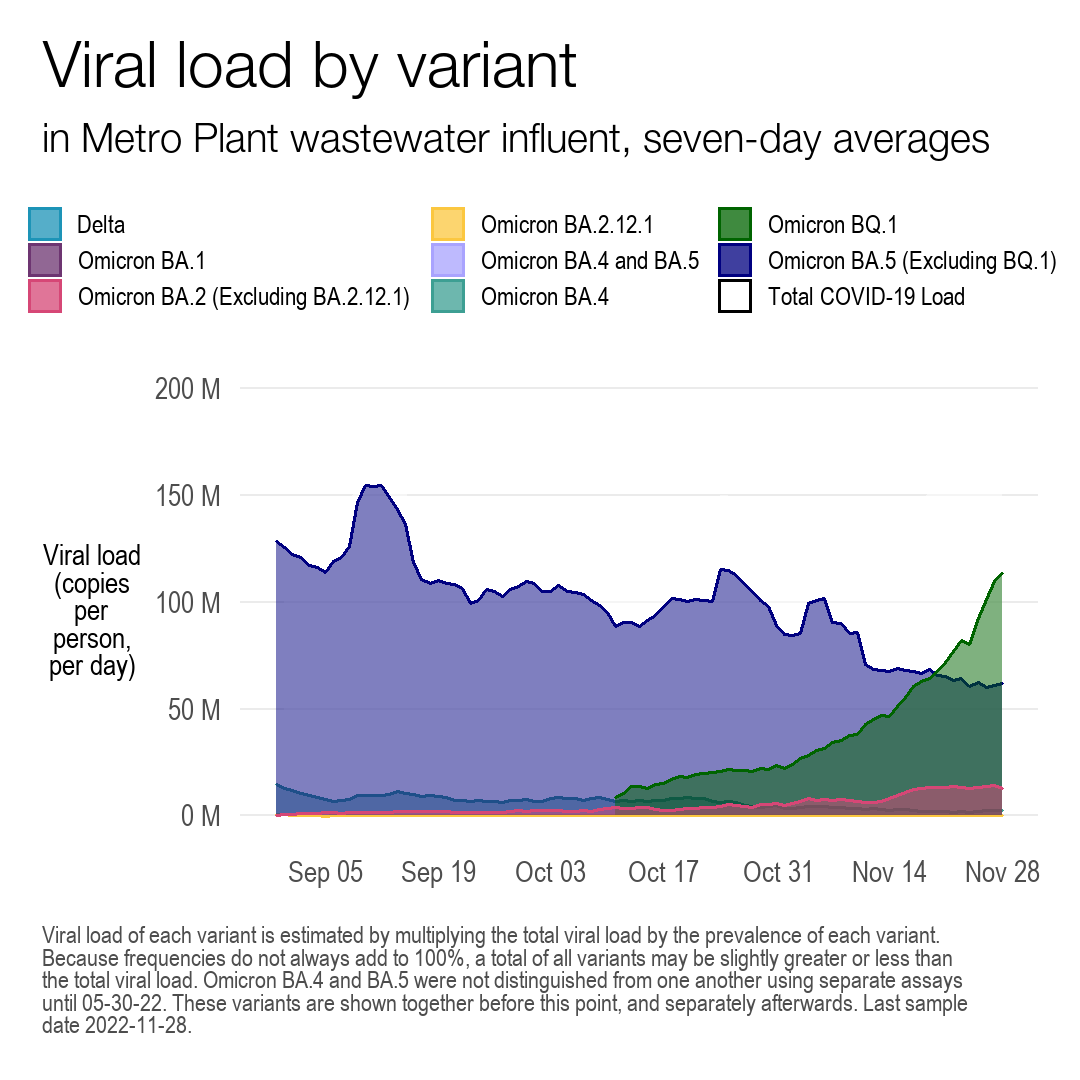 Viral load by variant
in Metro Plant wastewater influent, seven-day averages
Delta
Omicron BA.1
Omicron BA.2 (Excluding BA.2.12.1)
Omicron BA.2.12.1
Omicron BA.4 and BA.5
Omicron BA.4
Omicron BQ.1
Omicron BA.5 (Excluding BQ.1)
Total COVID-19 Load
200 M
150 M
100 M
50 M
0 M
Viral load
(copies
per
person,
per day)
Sep 05
Sep 19
Oct 03
Oct 17
Oct 31
Nov 14
Nov 28
Viral load of each variant is estimated by multiplying the total viral load by the prevalence of each variant.
Because frequencies do not always add to 100%, a total of all variants may be slightly greater or less than
the total viral load. Omicron BA.4 and BA.5 were not distinguished from one another using separate assays
until 05-30-22. These variants are shown together before this point, and separately afterwards. Last sample
date 2022-11-28.